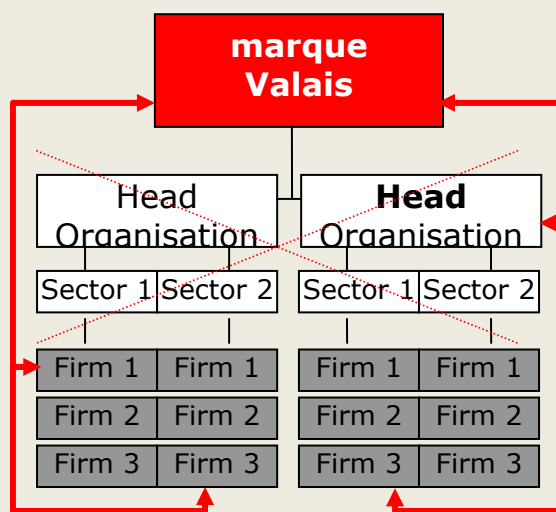 marque
Valais
Head Head
Organisation Organisation
Sector 1 Sector 2 Sector 1 Sector 2
Firm 1 Firm 1 Firm 1 Firm 1
Firm 2 Firm 2 Firm 2 Firm 2
Firm 3 Firm 3 Firm 3 Firm 3